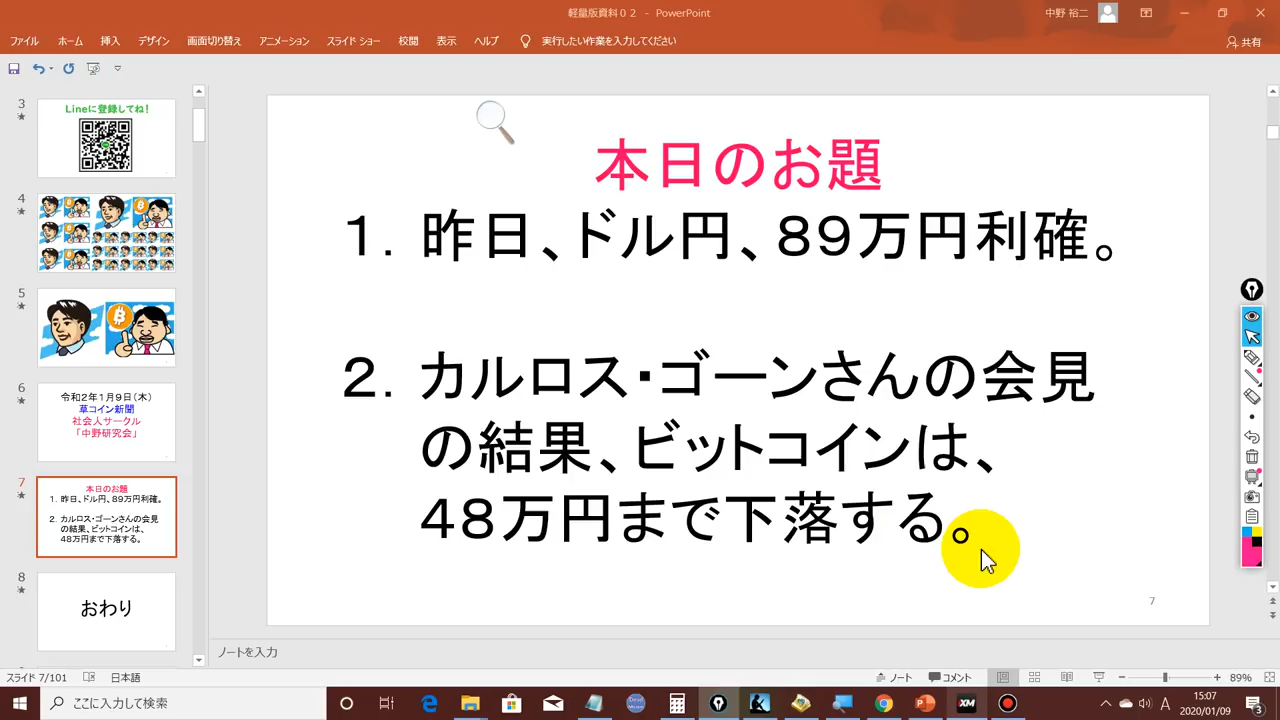 軽量版資料０２ - PowerPoint
中野 裕二
ファイル ホーム 挿入 デザイン 画面切り替え アニメーション スライド ショー 校閲 表示 ヘルプ 実行したい作業を入力してください 共有
3
Lineに登録してね!
4
5
6
令和2年1月9日(木)
草コイン新聞
社会人サークル
「中野研究会」
7
本日のお題
1. 昨日、ドル円、89万円利確。
2. カルロス・ゴーンさんの会見
の結果、ビットコインは、
48万円まで下落する。
8
おわり
本日のお題
１. 昨日、ドル円、８９万円利確。
２. カルロス・ゴーンさんの会見
の結果、ビットコインは、
４８万円まで下落する。
7
ノートを入力
スライド 7/101 日本語 ノート コメント 89%
ここに入力して検索
XM
A
15:07
2020/01/09
3